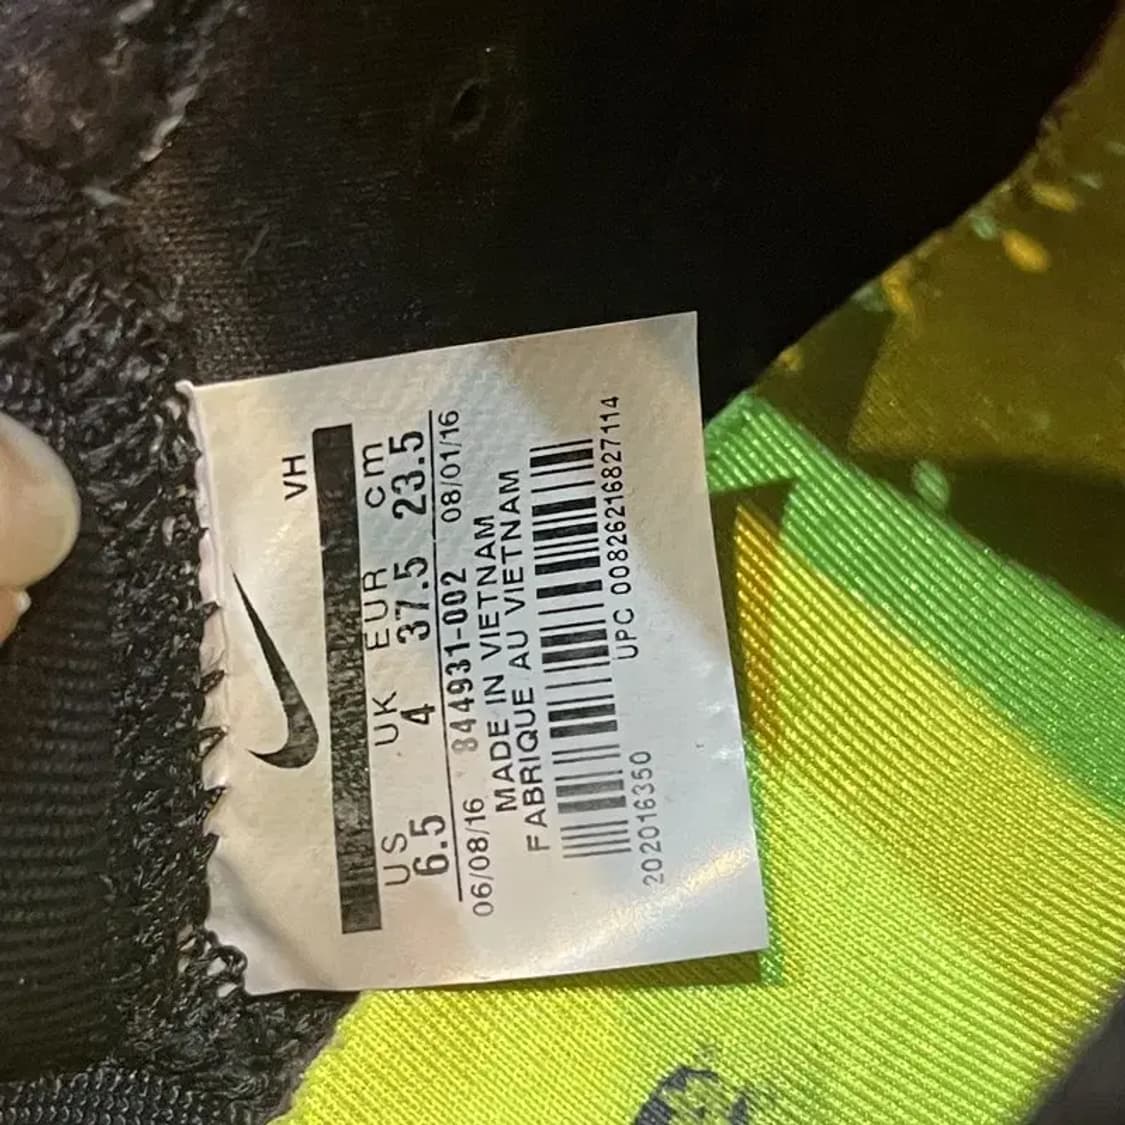 VH
US UK EUR cm
6.5 4 37.5 23.5
06/08/16 844931-002 08/01/16
MADE IN VIETNAM
FABRIQUE AU VIETNAM
UPC 00826216827114
202016350